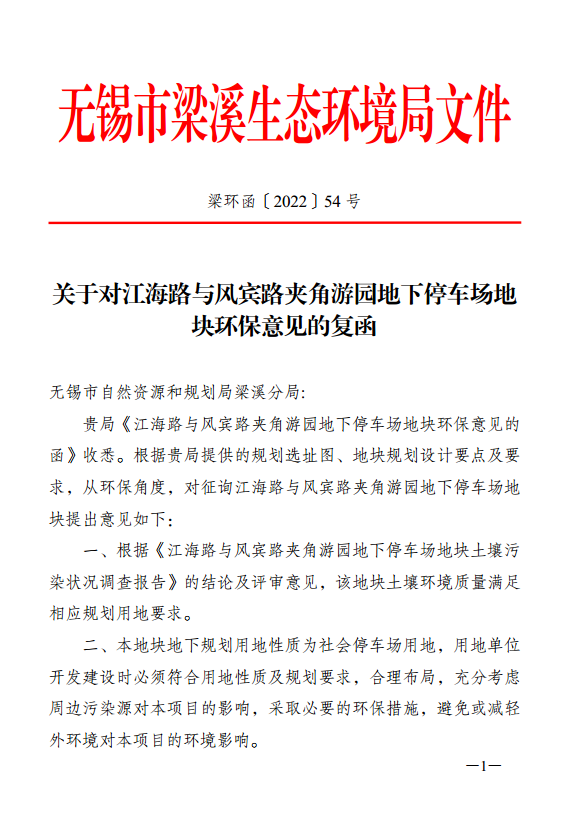 无锡市梁溪生态环境局文件
梁环函〔2022〕54 号
关于对江海路与风宾路夹角游园地下停车场地
块环保意见的复函
无锡市自然资源和规划局梁溪分局:
贵局《江海路与风宾路夹角游园地下停车场地块环保意见的
函》收悉。根据贵局提供的规划选址图、地块规划设计要点及要
求，从环保角度，对征询江海路与风宾路夹角游园地下停车场地
块提出意见如下：
一、根据《江海路与风宾路夹角游园地下停车场地块土壤污
染状况调查报告》的结论及评审意见，该地块土壤环境质量满足
相应规划用地要求。
二、本地块地下规划用地性质为社会停车场用地，用地单位
开发建设时必须符合用地性质及规划要求，合理布局，充分考虑
周边污染源对本项目的影响，采取必要的环保措施，避免或减轻
外环境对本项目的环境影响。
—1—